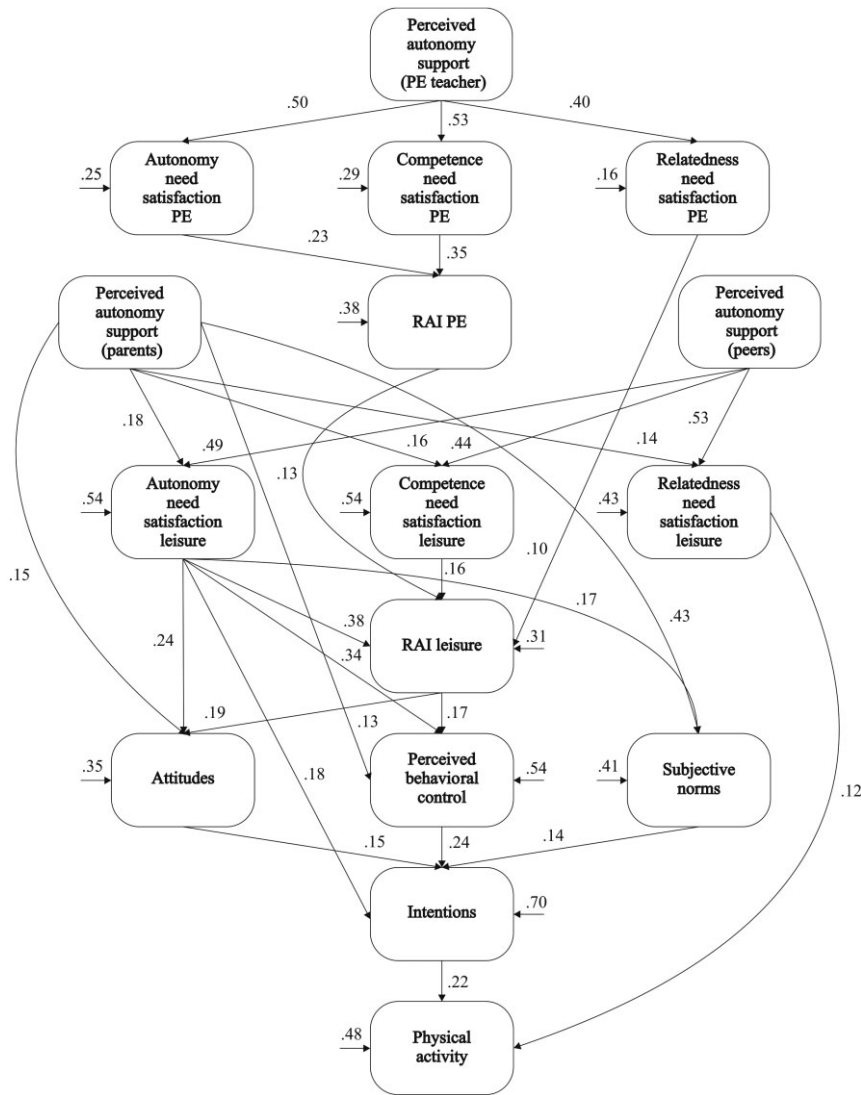 Perceived
autonomy
support
(PE teacher)
.50
.53
.40
.25
Autonomy
need
satisfaction
PE
.29
Competence
need
satisfaction
PE
.16
Relatedness
need
satisfaction
PE
.23
.35
Perceived
autonomy
support
(parents)
.38
RAI PE
Perceived
autonomy
support
(peers)
.18
.49
.16
.44
.14
.53
.13
.54
Autonomy
need
satisfaction
leisure
.54
Competence
need
satisfaction
leisure
.43
Relatedness
need
satisfaction
leisure
.10
.15
.16
.17
.24
.38
.34
RAI leisure
.31
.43
.19
.13
.17
.18
.35
Attitudes
Perceived
behavioral
control
.54
.41
Subjective
norms
.12
.15
.24
.14
Intentions
.70
.22
.48
Physical
activity